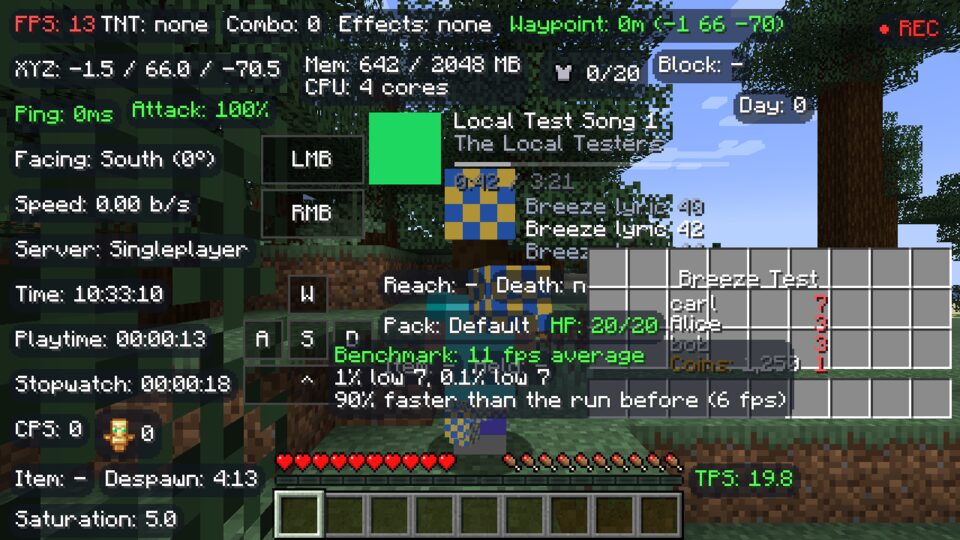 FPS: 13 TNT: none Combo: 0 Effects: none Waypoint: 0m (-1 66 -70)
● REC
XYZ: -1.5 / 66.0 / -70.5
Mem: 642 / 2048 MB
CPU: 4 cores
0/20
Block: -
Day: 0
Ping: 0ms
Attack: 100%
Local Test Song 1
The Local Testers
0:42 / 3:21
Facing: South (0°)
LMB
Speed: 0.00 b/s
RMB
Breeze lyric 40
Breeze lyric 42
Breeze
Server: Singleplayer
Time: 10:33:10
W
Reach: - Death: n
Breeze Test
carl 7
Alice 3
bob 3
Coins: 1,250 1
Pack: Default HP: 20/20
Playtime: 00:00:13
A S D
Benchmark: 11 fps average
1% low 7, 0.1% low 7
90% faster than the run before (6 fps)
Stopwatch: 00:00:18
^
CPS: 0
0
Item: - Despawn: 4:13
TPS: 19.8
Saturation: 5.0